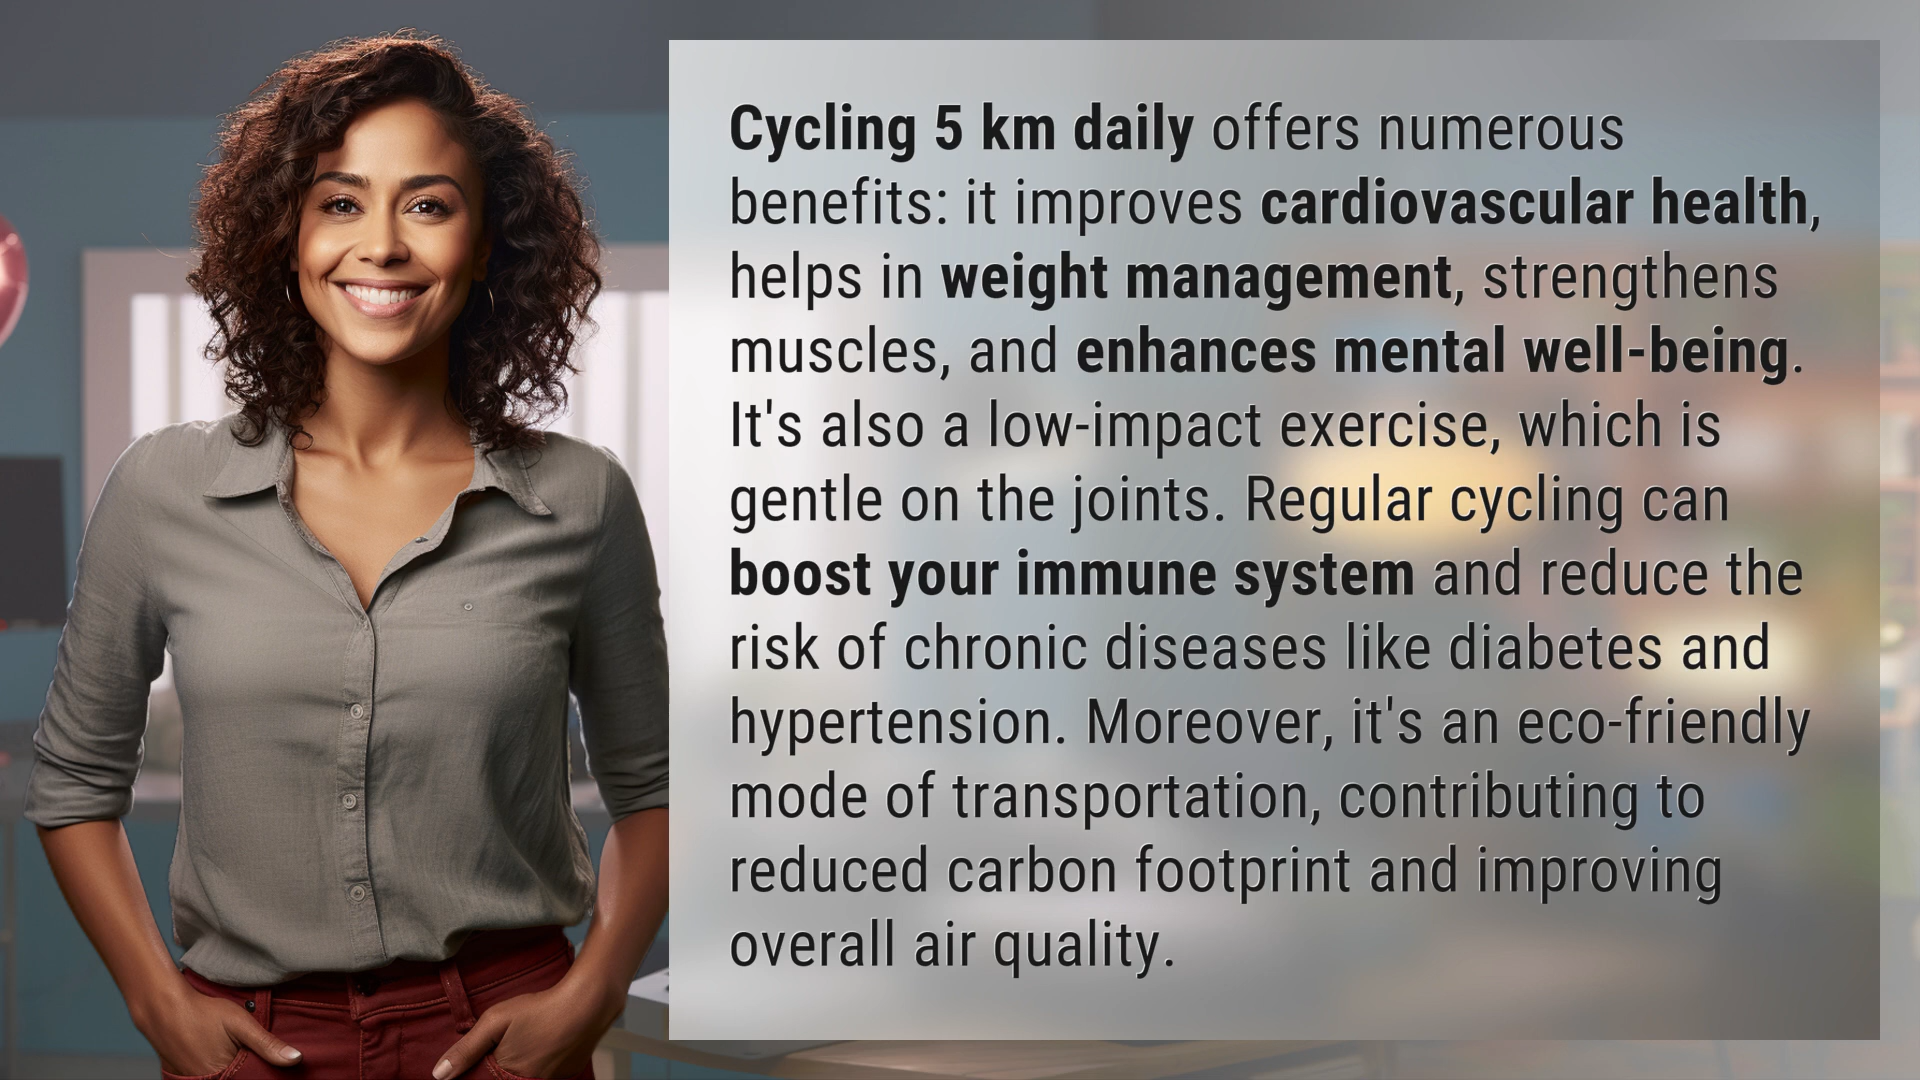 Cycling 5 km daily offers numerous
benefits: it improves cardiovascular health,
helps in weight management, strengthens
muscles, and enhances mental well-being.
It's also a low-impact exercise, which is
gentle on the joints. Regular cycling can
boost your immune system and reduce the
risk of chronic diseases like diabetes and
hypertension. Moreover, it's an eco-friendly
mode of transportation, contributing to
reduced carbon footprint and improving
overall air quality.